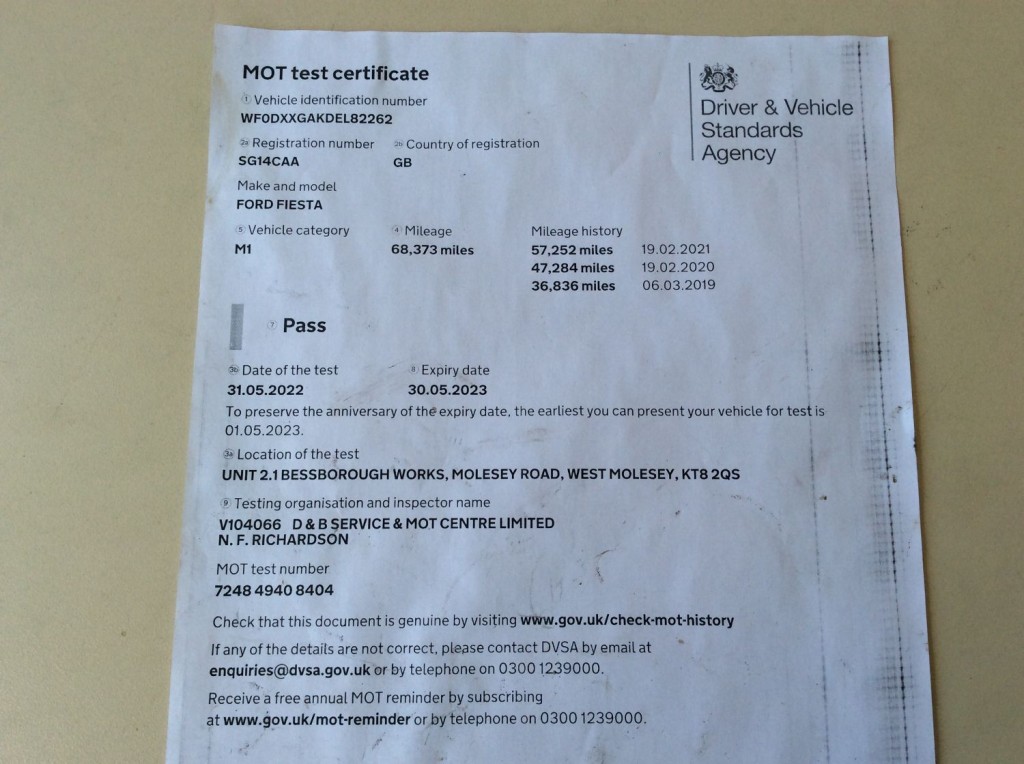 MOT test certificate
Driver & Vehicle
Standards
Agency
1 Vehicle identification number
WF0DXXGAKDEL82262
2a Registration number 2b Country of registration
SG14CAA GB
Make and model
FORD FIESTA
5 Vehicle category 4 Mileage Mileage history
M1 68,373 miles 57,252 miles 19.02.2021
47,284 miles 19.02.2020
36,836 miles 06.03.2019
7 Pass
3b Date of the test 8 Expiry date
31.05.2022 30.05.2023
To preserve the anniversary of the expiry date, the earliest you can present your vehicle for test is
01.05.2023.
3a Location of the test
UNIT 2.1 BESSBOROUGH WORKS, MOLESEY ROAD, WEST MOLESEY, KT8 2QS
9 Testing organisation and inspector name
V104066 D & B SERVICE & MOT CENTRE LIMITED
N. F. RICHARDSON
MOT test number
7248 4940 8404
Check that this document is genuine by visiting www.gov.uk/check-mot-history
If any of the details are not correct, please contact DVSA by email at
enquiries@dvsa.gov.uk or by telephone on 0300 1239000.
Receive a free annual MOT reminder by subscribing
at www.gov.uk/mot-reminder or by telephone on 0300 1239000.